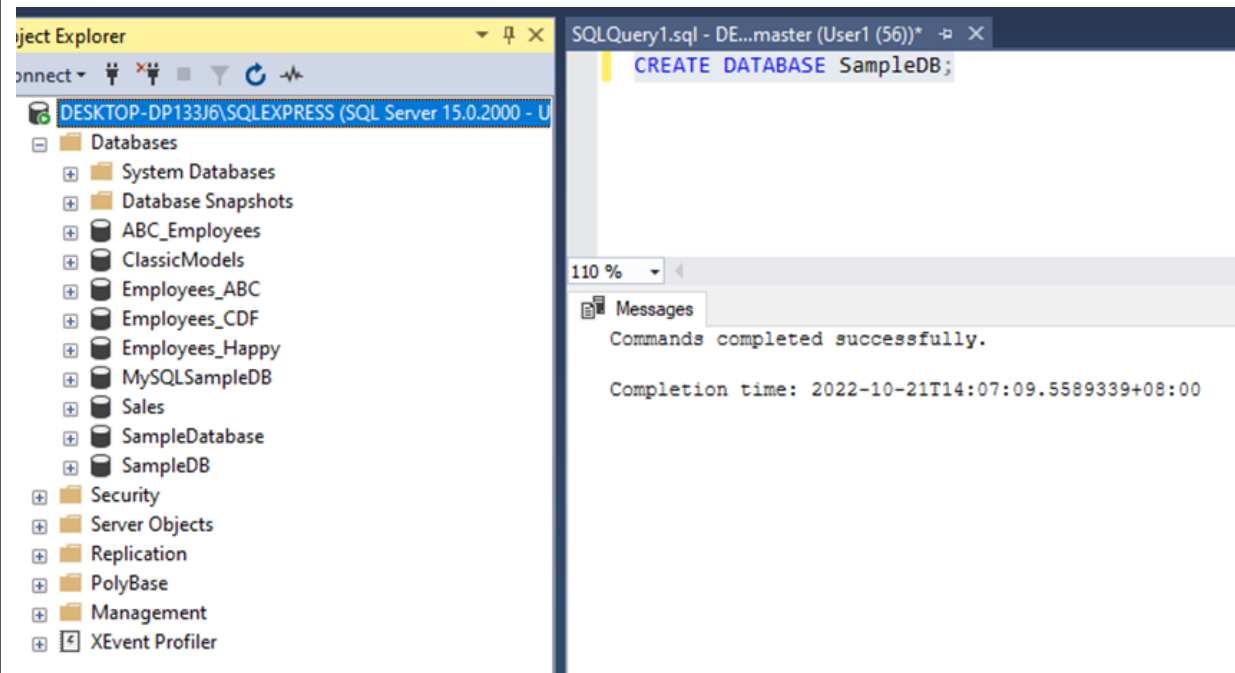 ject Explorer
onnect
DESKTOP-DP133J6\SQLEXPRESS (SQL Server 15.0.2000 - U
Databases
System Databases
Database Snapshots
ABC_Employees
ClassicModels
Employees_ABC
Employees_CDF
Employees_Happy
MySQLSampleDB
Sales
SampleDatabase
SampleDB
Security
Server Objects
Replication
PolyBase
Management
XEvent Profiler
SQLQuery1.sql - DE...master (User1 (56))*
CREATE DATABASE SampleDB;
110 %
Messages
Commands completed successfully.
Completion time: 2022-10-21T14:07:09.5589339+08:00